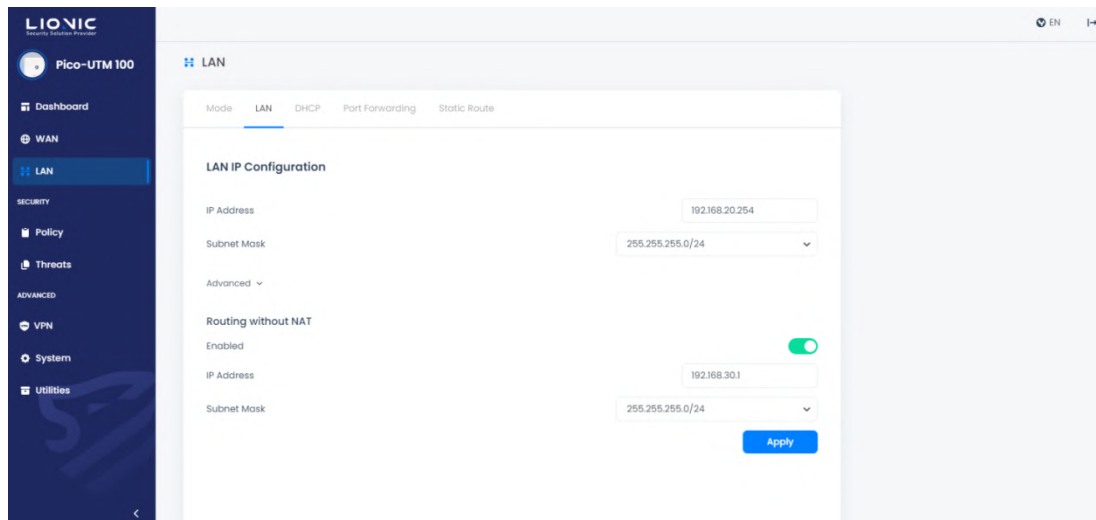 LIONIC
Security Solution Provider
EN
Pico-UTM 100
LAN
Dashboard
WAN
LAN
SECURITY
Policy
Threats
ADVANCED
VPN
System
Utilities
Mode LAN DHCP Port Forwarding Static Route
LAN IP Configuration
IP Address 192.168.20.254
Subnet Mask 255.255.255.0/24
Advanced
Routing without NAT
Enabled
IP Address 192.168.30.1
Subnet Mask 255.255.255.0/24
Apply